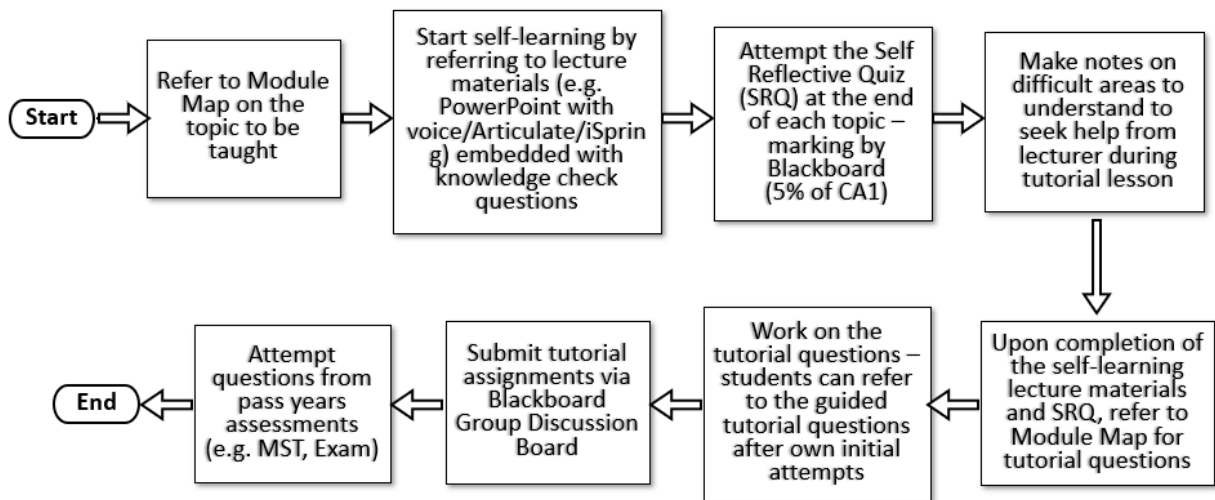 Start
Refer to Module
Map on the
topic to be
taught
Start self-learning by
referring to lecture
materials (e.g.
PowerPoint with
voice/Articulate/iSprin
g) embedded with
knowledge check
questions
Attempt the Self
Reflective Quiz
(SRQ) at the end
of each topic –
marking by
Blackboard
(5% of CA1)
Make notes on
difficult areas to
understand to
seek help from
lecturer during
tutorial lesson
Upon completion of
the self-learning
lecture materials
and SRQ, refer to
Module Map for
tutorial questions
Work on the
tutorial questions –
students can refer
to the guided
tutorial questions
after own initial
attempts
Submit tutorial
assignments via
Blackboard
Group Discussion
Board
Attempt
questions from
pass years
assessments
(e.g. MST, Exam)
End